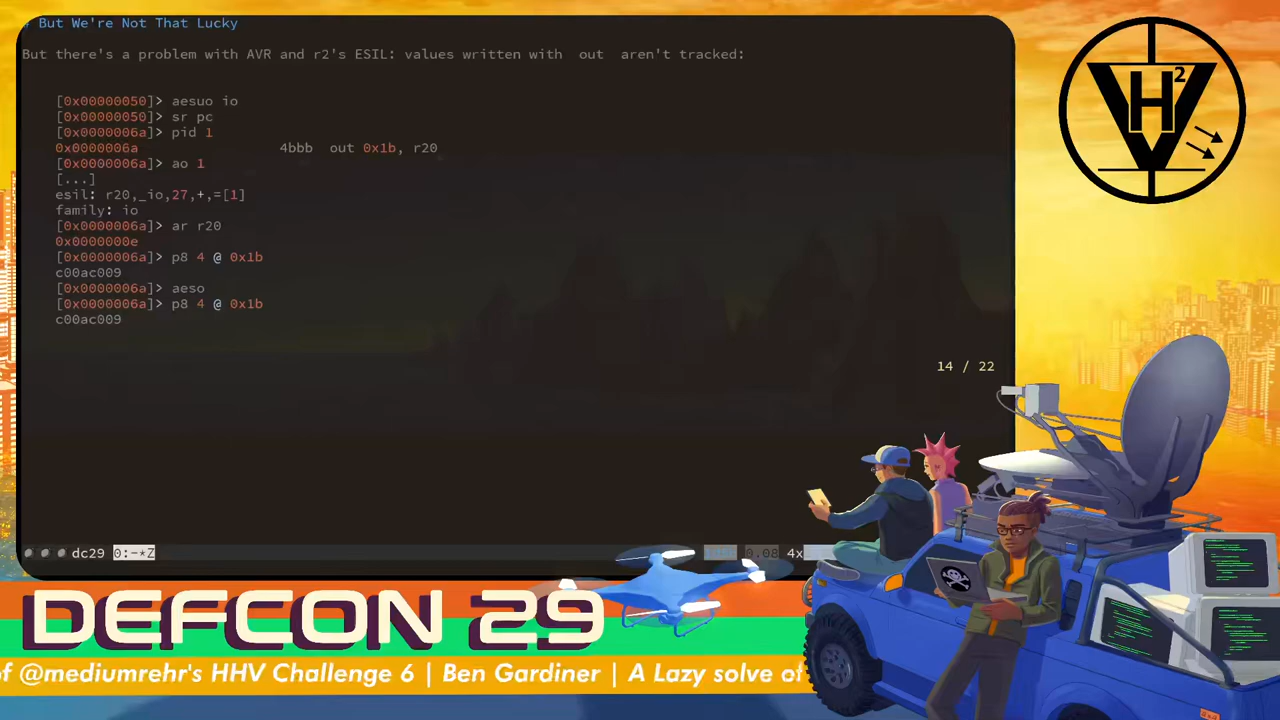 But We're Not That Lucky
But there's a problem with AVR and r2's ESIL: values written with out aren't tracked:
[0x00000050]> aesuo io
[0x00000050]> sr pc
[0x0000006a]> pid 1
0x0000006a 4bbb out 0x1b, r20
[0x0000006a]> ao 1
[...]
esil: r20,_io,27,+,=[1]
family: io
[0x0000006a]> ar r20
0x0000000e
[0x0000006a]> p8 4 @ 0x1b
c00ac009
[0x0000006a]> aeso
[0x0000006a]> p8 4 @ 0x1b
c00ac009
14 / 22
dc29 0:-*Z
0.08 4x
H2
DEFCON 29
of @mediumrehr's HHV Challenge 6 | Ben Gardiner | A Lazy solve of